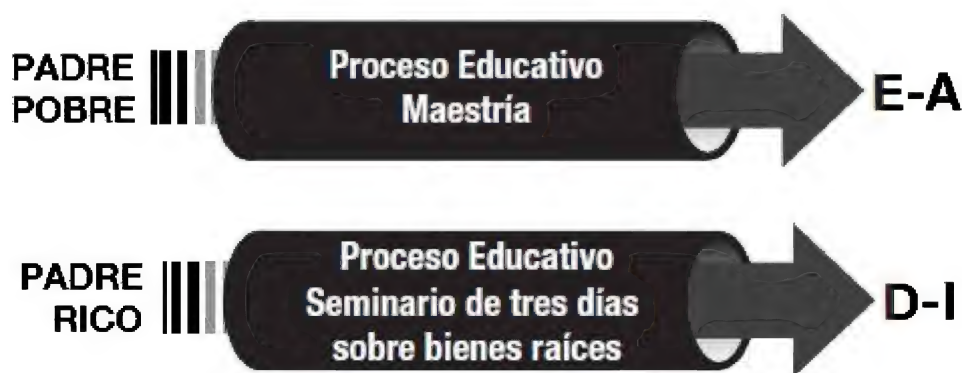 PADRE
POBRE
Proceso Educativo
Maestría
E-A
PADRE
RICO
Proceso Educativo
Seminario de tres días
sobre bienes raíces
D-I